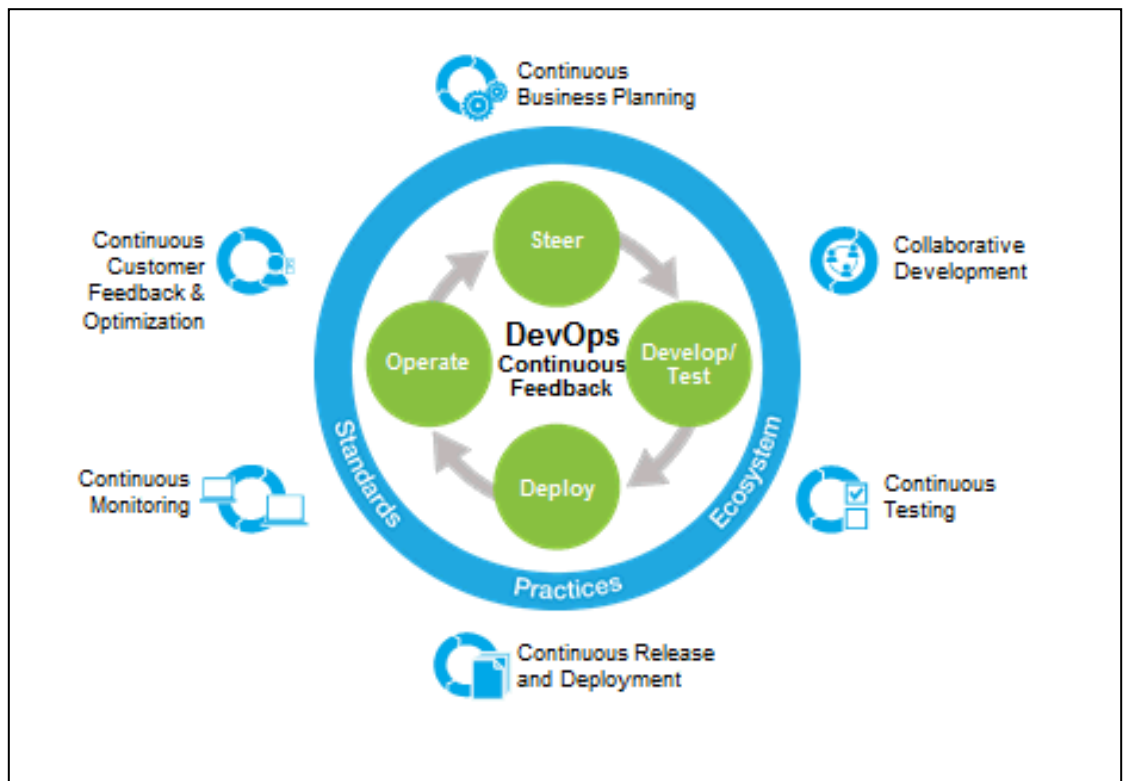 Continuous
Business Planning
Continuous
Customer
Feedback &
Optimization
Collaborative
Development
Steer
DevOps
Continuous
Feedback
Operate
Develop/
Test
Deploy
Standards
Practices
Ecosystem
Continuous
Monitoring
Continuous
Testing
Continuous Release
and Deployment